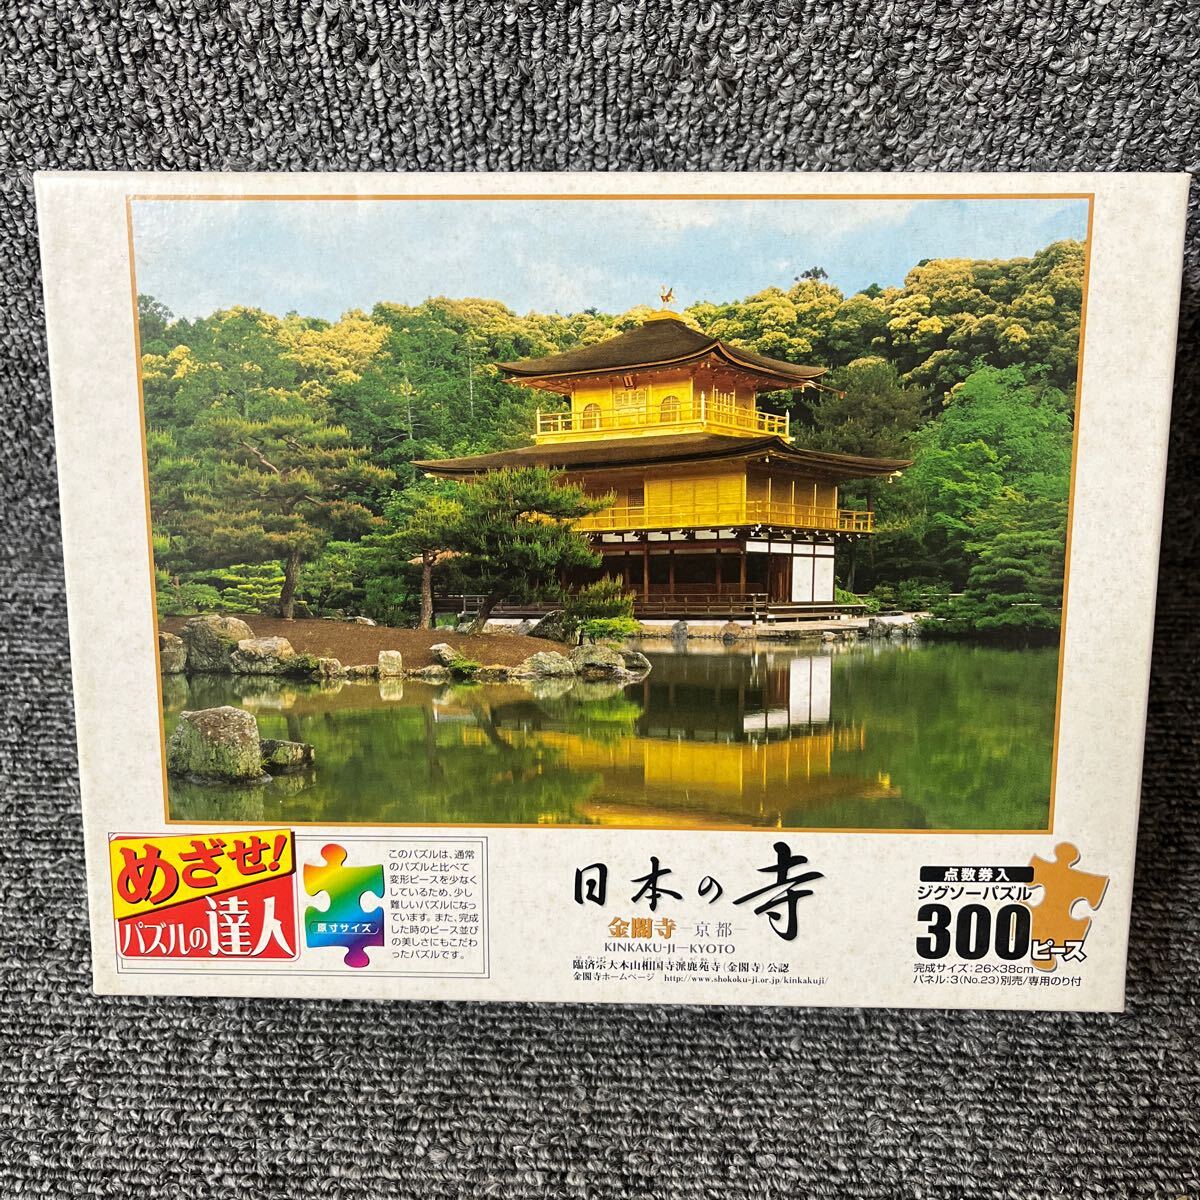 めざせ!
パズルの達人
原寸サイズ
このパズルは、通常
のパズルと比べて
変形ピースを少なく
しているため、少し
難しいパズルになっ
ています。また、完成
した時のピース並び
の美しさにもこだわ
ったパズルです。
日本の寺
金閣寺─京都─
KINKAKU-JI―KYOTO
臨済宗大本山相国寺派鹿苑寺(金閣寺)公認
金閣寺ホームページ http://www.shokoku-ji.or.jp/kinkakuji/
点数券入
ジグソーパズル
300ピース
完成サイズ:26×38cm
パネル:3(No.23)別売/専用のり付